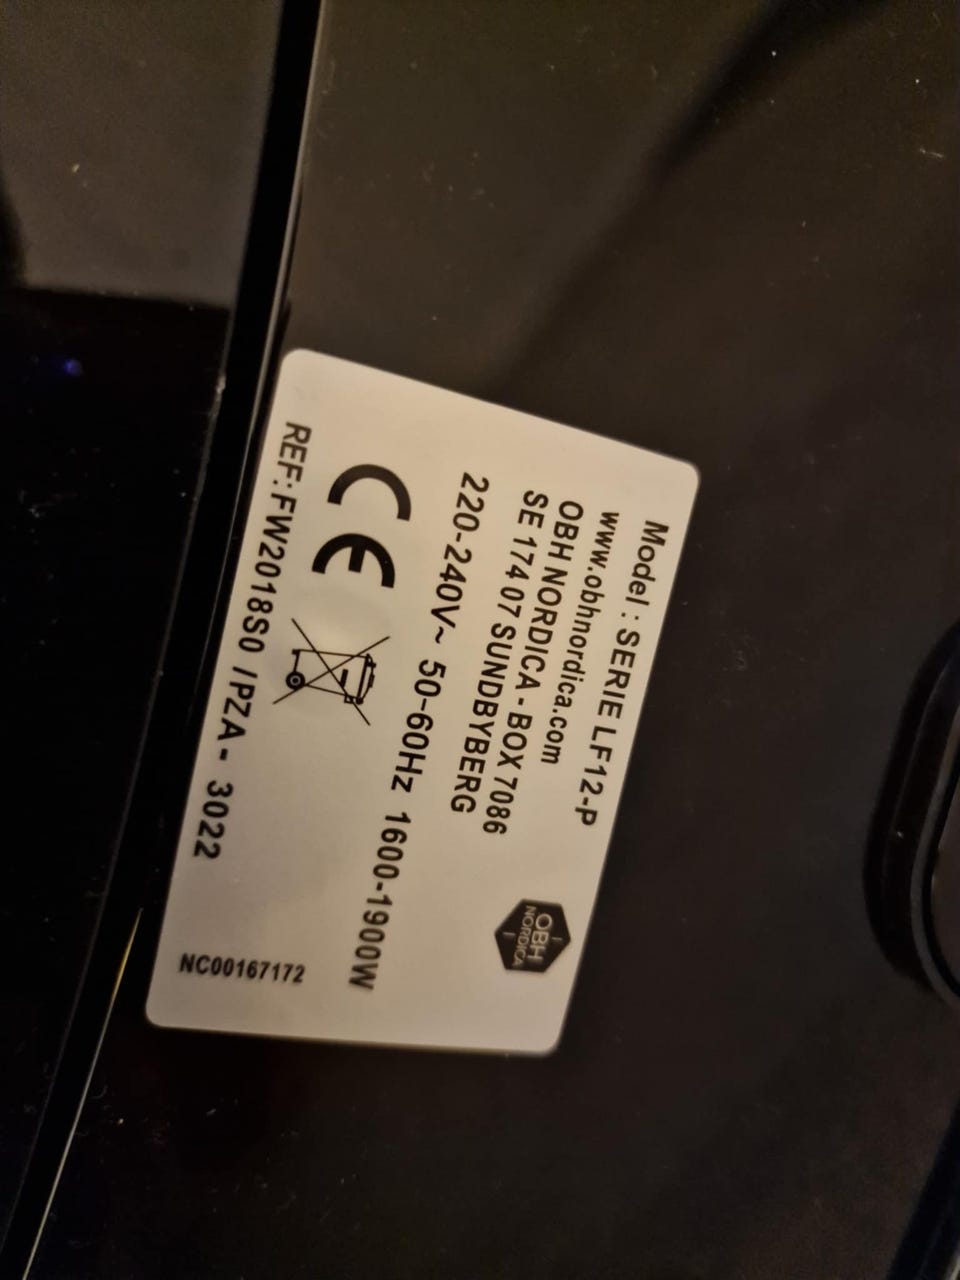 Model : SERIE LF12-P
www.obhnordica.com
OBH NORDICA - BOX 7086
SE 174 07 SUNDBYBERG
OBH
NORDICA
220-240V~ 50-60Hz 1600-1900W
CE
REF: FW2018S0 /PZA - 3022
NC00167172